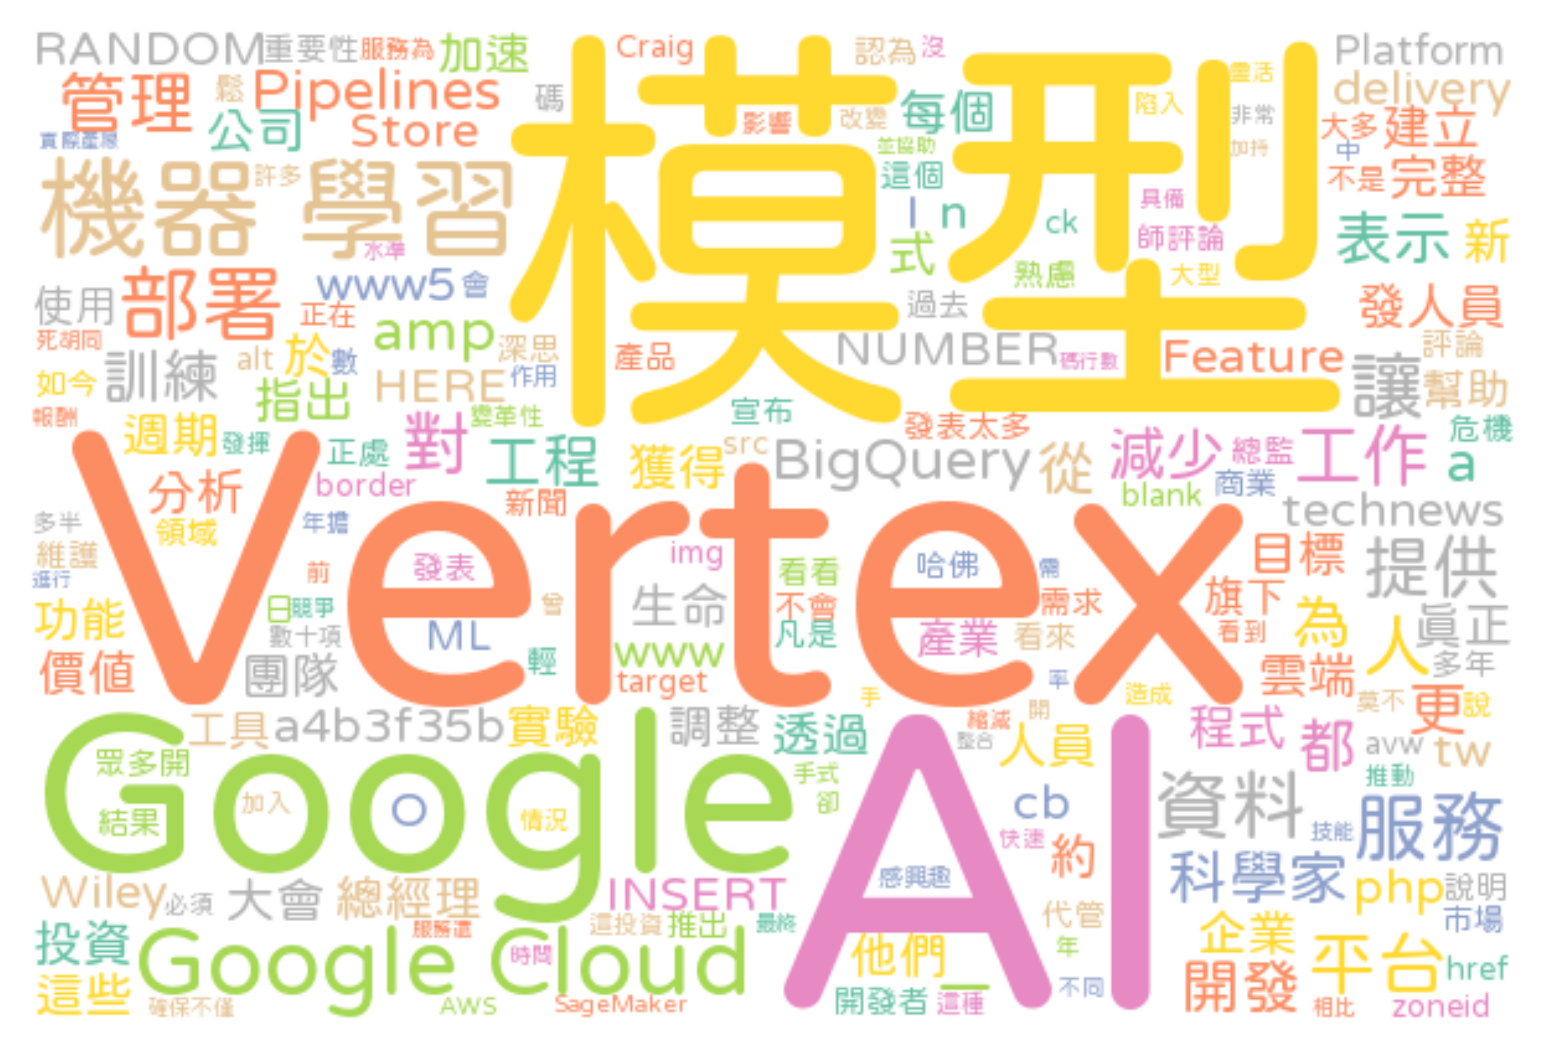 RANDOM 重要性 服務為 加速 Craig 認為 沒 Platform
管理 鬆 Pipelines 碼 模型 靈活 delivery
公司 Store 影響 改變 每個 陷入 非常 大多 建立
實際產感 並協助 加持 中
機器 學習 許多 這個 具備 不是 完整
水準 I n ck 師評論 表示 新
使用 部署 www5 會 式 熟慮 大型
正在 過去 發人員
死胡同 訓練 alt 於 數 amp 深思 產品 NUMBER 碼行數 Feature 讓 評論
如今 指出 HERE 作用 幫助
報酬 週期 發揮 對 變革性 宣布 發表太多 危機
正處 工程 獲得 src BigQuery 從 減少 總監 工作 a
分析 border Vertex blank 商業
多半 領域 年擔 新聞 technews
維護 發表 img 看看 哈佛 需 目標 提供
進行 前
功能 日 競爭 曾 生命 不會 需求 旗下 為 人 真正
數十項 ML 凡是 產業 看來 看到
價值 團隊 輕 www 雲端 多年
target 率 造成 莫不 更 說
手
工具 a4b3f35b 實驗 調整 透過 縮減 開 程式 都 avw tw
眾多開 Google 手式 AI 整合 人員 推動
加入 O 情況 卻 cb 資料 服務
結果 快速 約 技能
感興趣 科學家 php 說明
Wiley 必須 大會 總經理 INSERT 代管 市場
投資 服務還 這投資 推出 最終 年 企業
Google Cloud 時間 他們 _ 平台 href
這些 確保不僅 AWS SageMaker 開發者 這種 不同 開發 相比 zoneid